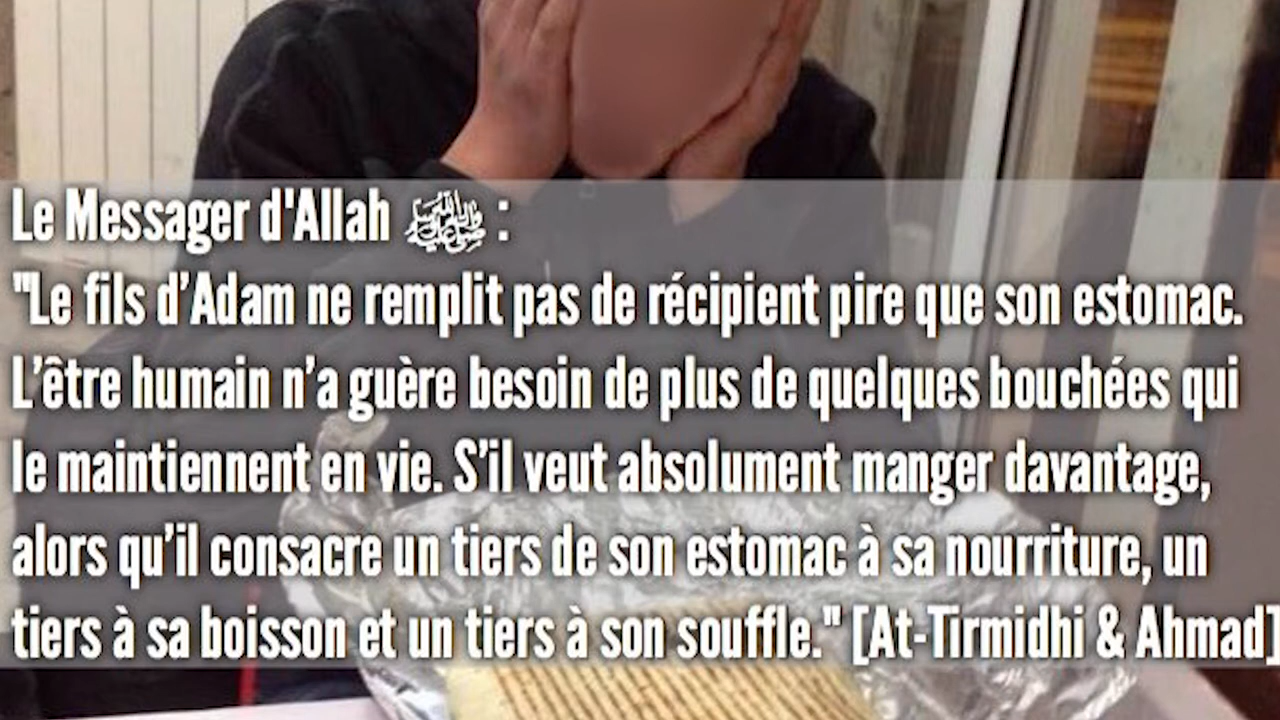 Le Messager d'Allah ﷺ :
"Le fils d’Adam ne remplit pas de récipient pire que son estomac.
L’être humain n’a guère besoin de plus de quelques bouchées qui
le maintiennent en vie. S’il veut absolument manger davantage,
alors qu’il consacre un tiers de son estomac à sa nourriture, un
tiers à sa boisson et un tiers à son souffle." [At-Tirmidhi & Ahmad]